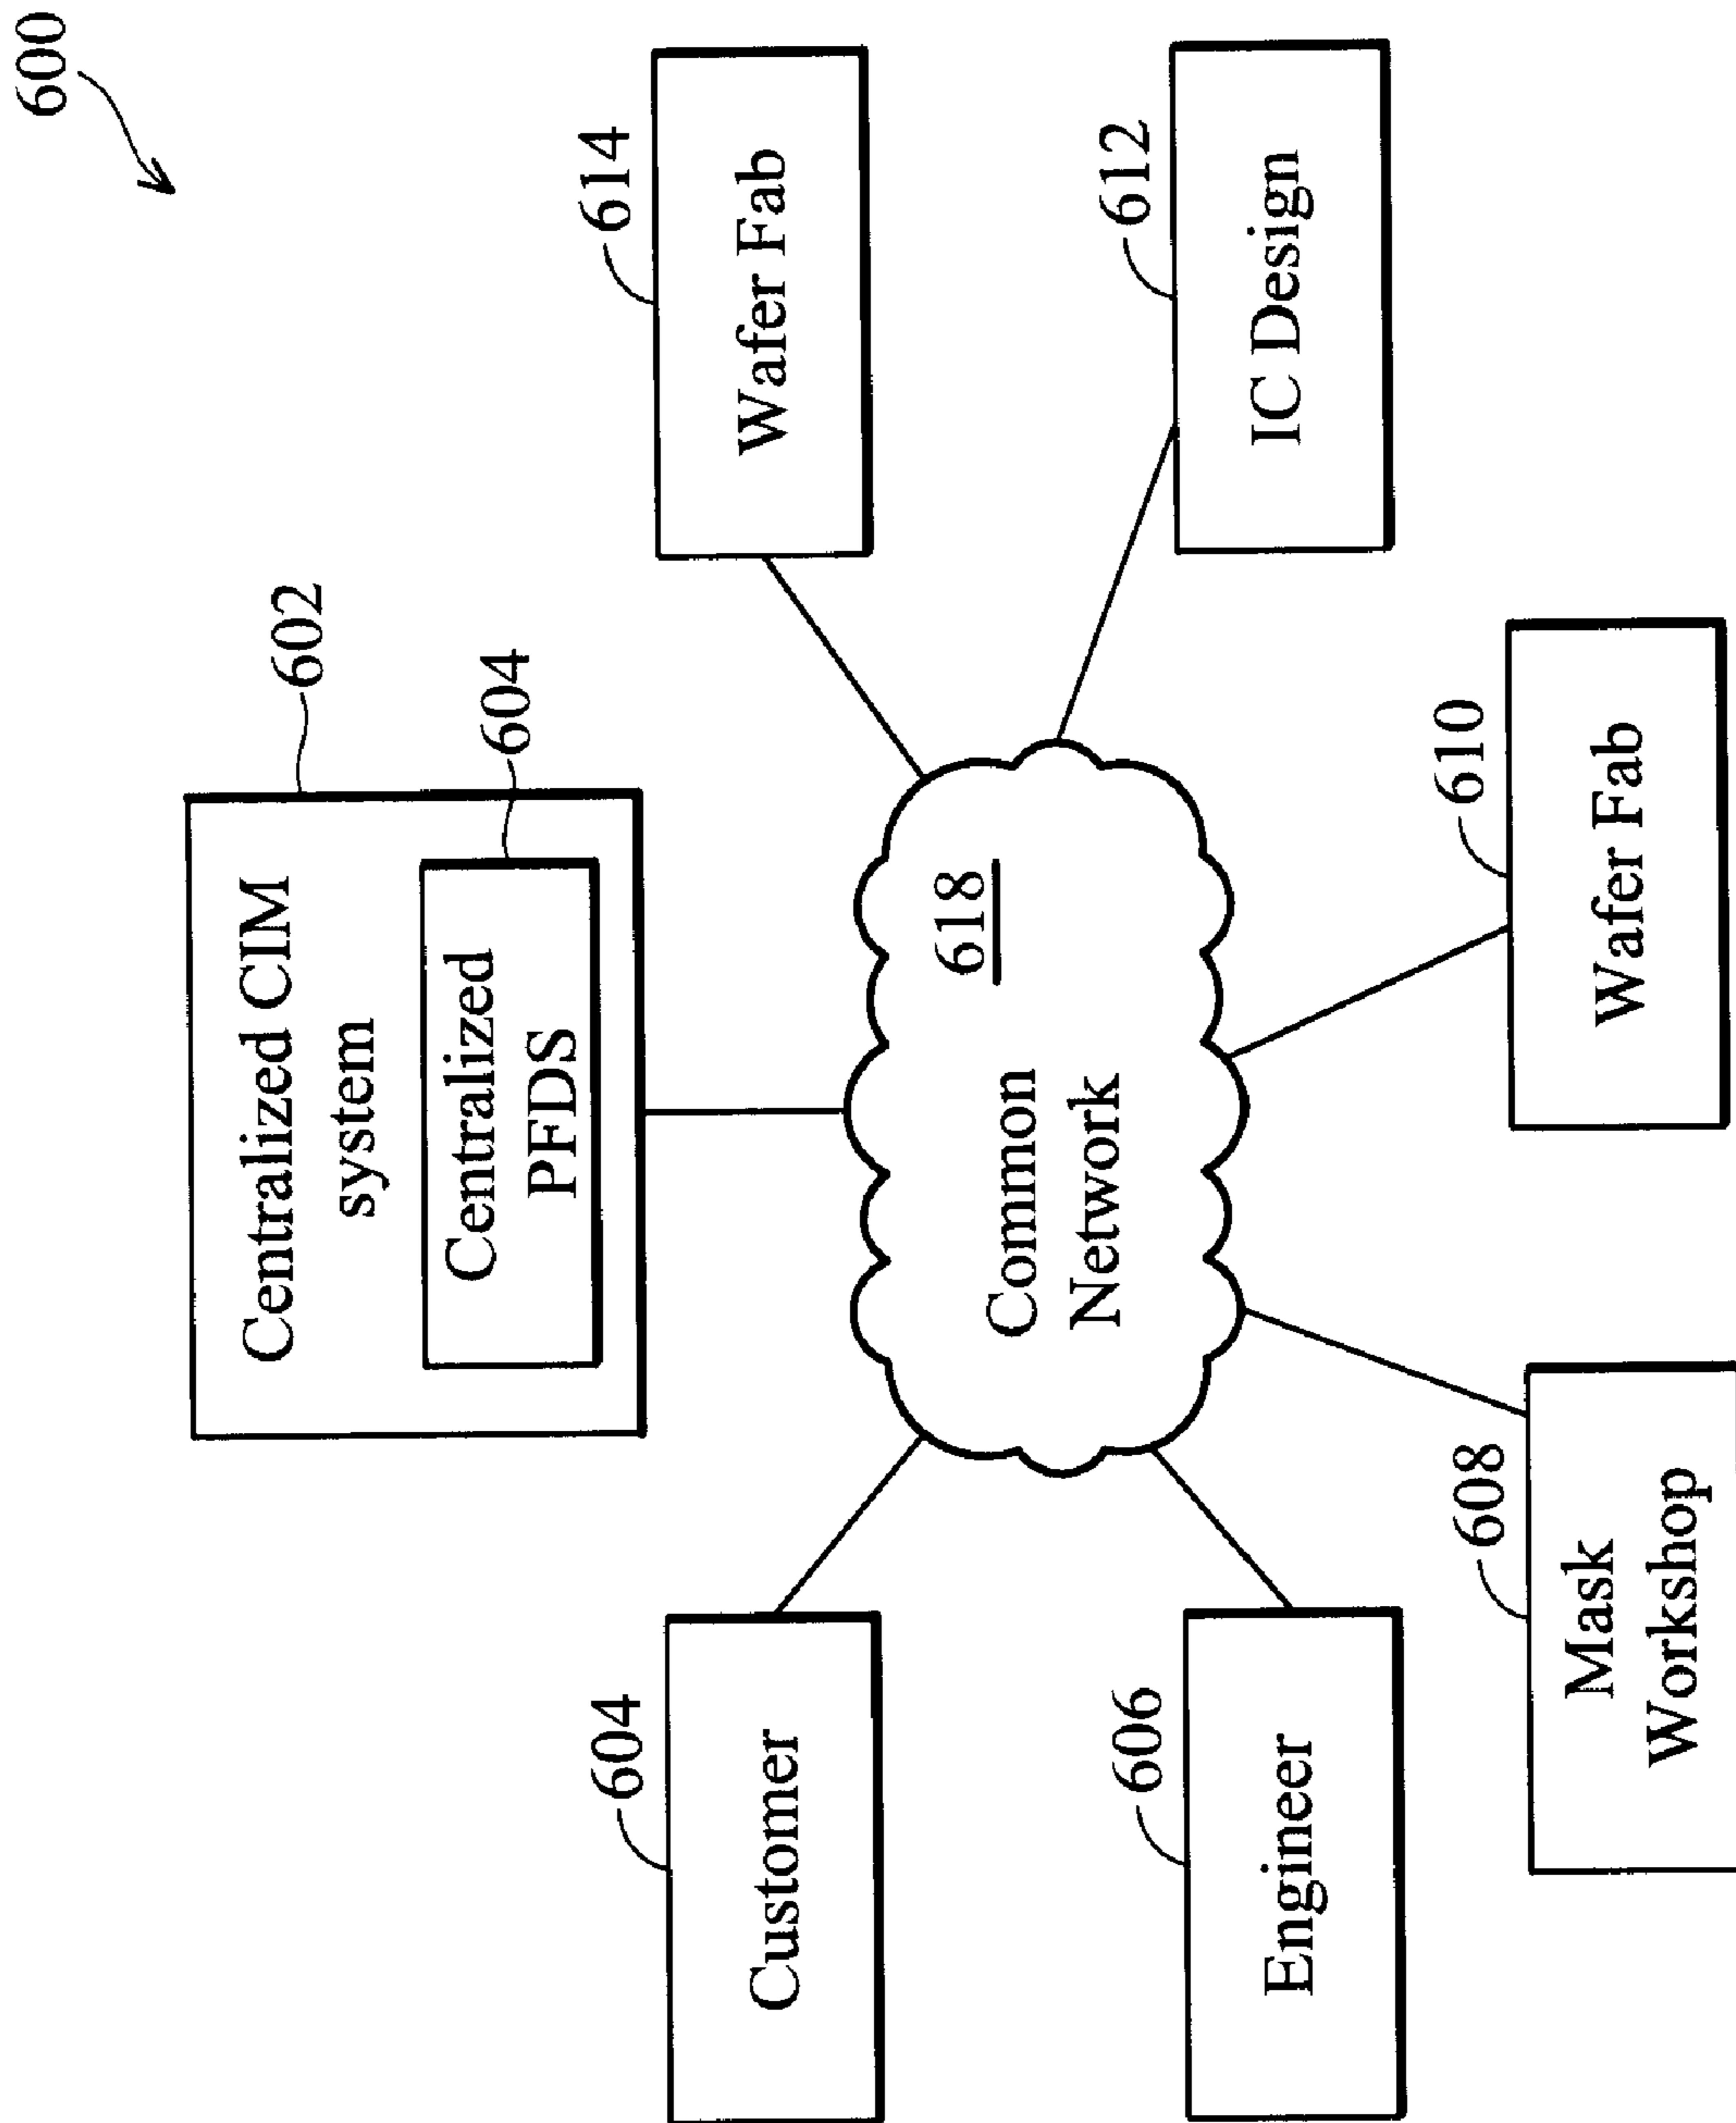 600
602
Centralized CIM
system
604
Centralized
PFDS
604
Customer
614
Wafer Fab
618
Common
Network
606
Engineer
612
IC Design
608
Mask
Workshop
610
Wafer Fab